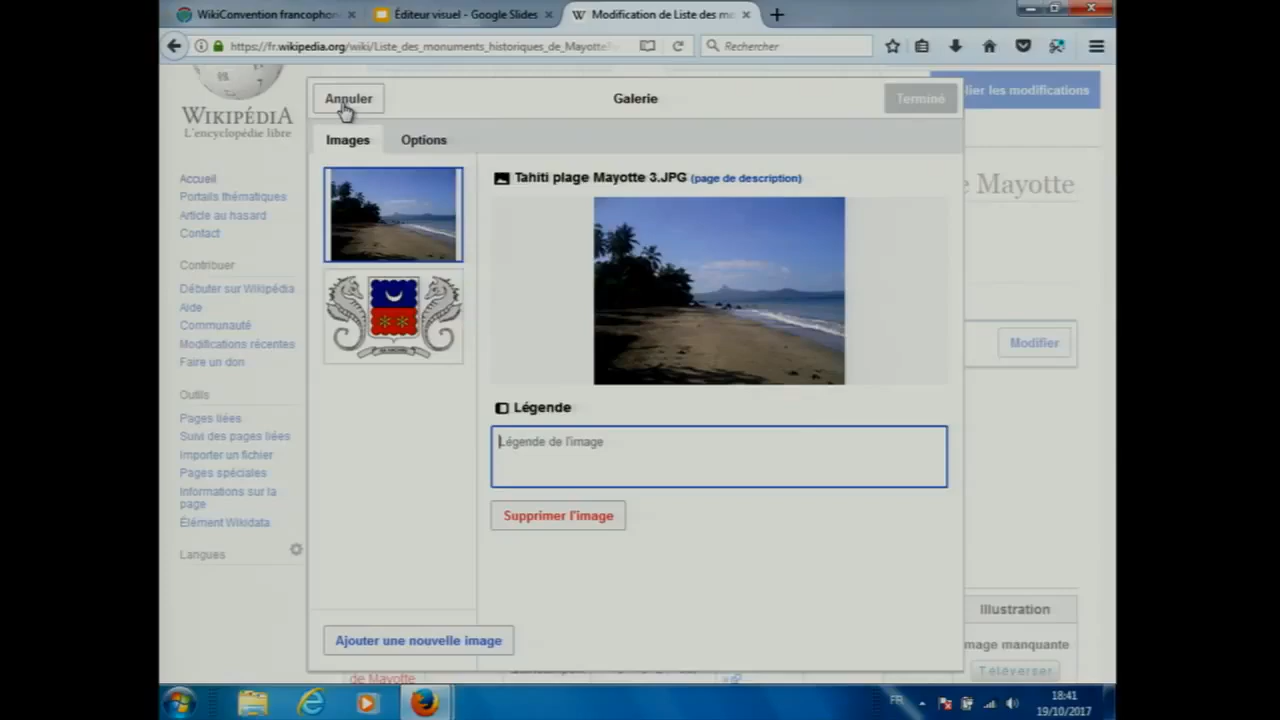 WikiConvention francophon
Éditeur visuel - Google Slides
Modification de Liste des m
https://fr.wikipedia.org/wiki/Liste_des_monuments_historiques_de_Mayotte?
Rechercher
WIKIPÉDIA
L'encyclopédie libre
Accueil
Portails thématiques
Article au hasard
Contact
Contribuer
Débuter sur Wikipédia
Aide
Communauté
Modifications récentes
Faire un don
Outils
Pages liées
Suivi des pages liées
Importer un fichier
Pages spéciales
Informations sur la
page
Élément Wikidata
Langues
Annuler
Galerie
Terminé
Images
Options
Tahiti plage Mayotte 3.JPG (page de description)
Légende
Légende de l'image
Supprimer l'image
Ajouter une nouvelle image
lier les modifications
e Mayotte
Modifier
Illustration
mage manquante
Téléverser
de Mayotte
FR
18:41
19/10/2017